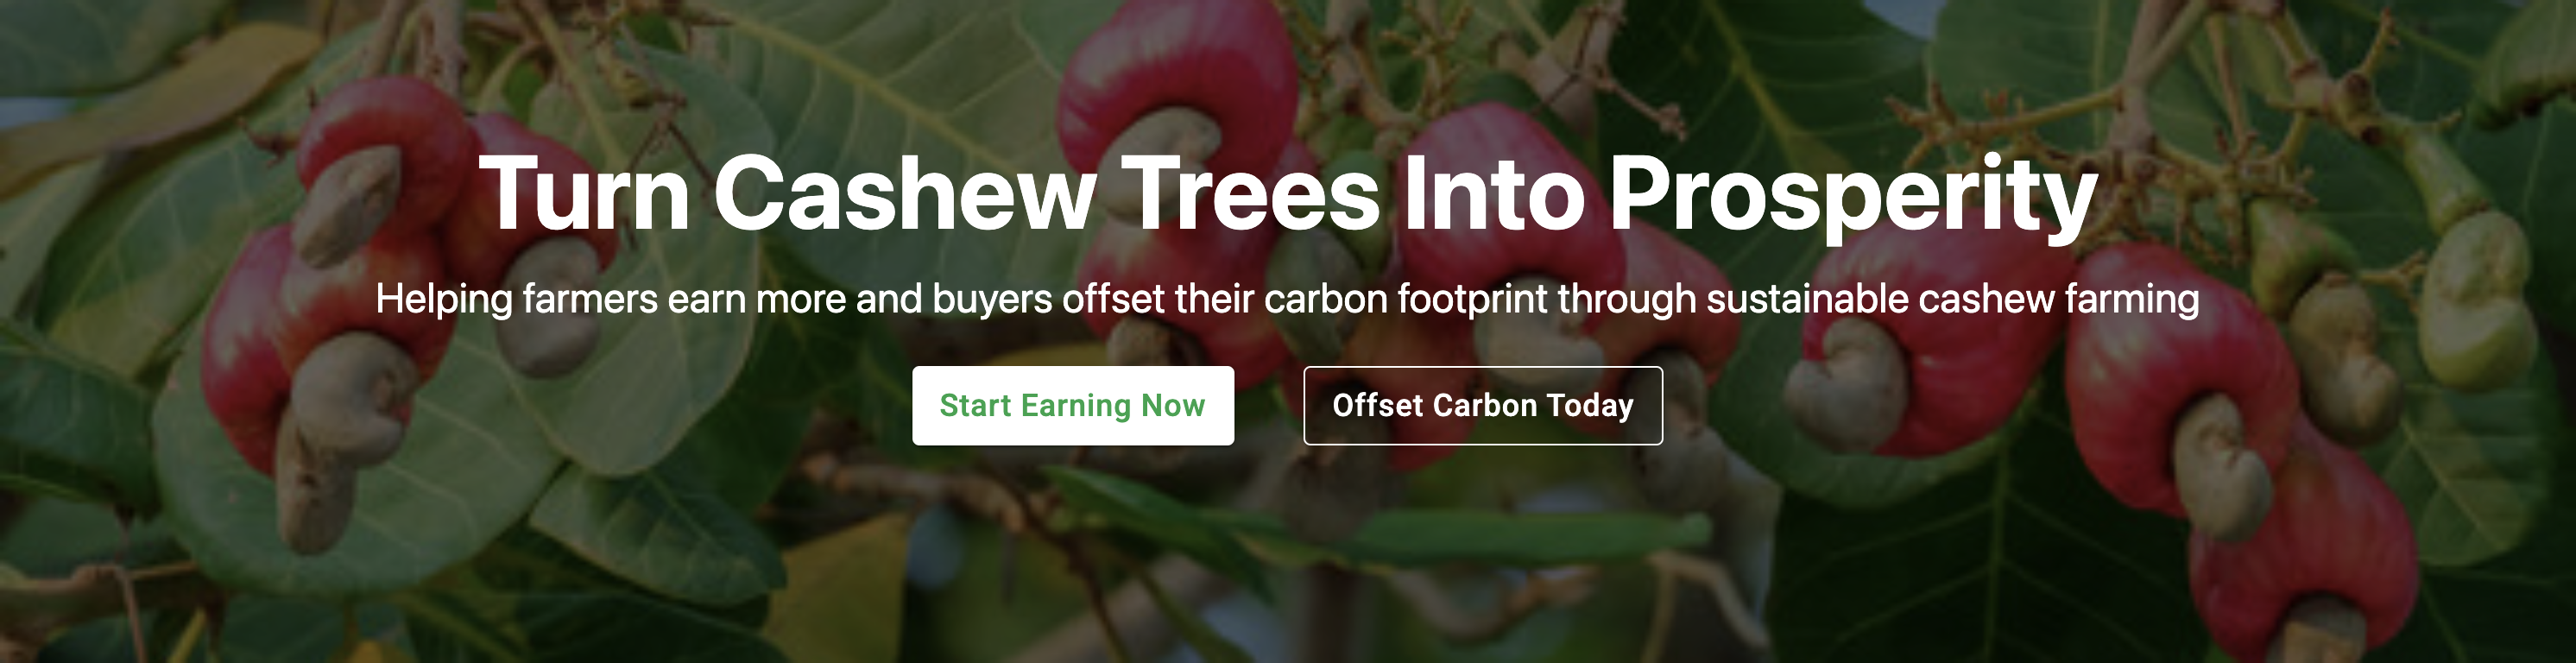 Turn Cashew Trees Into Prosperity
Helping farmers earn more and buyers offset their carbon footprint through sustainable cashew farming
Start Earning Now
Offset Carbon Today